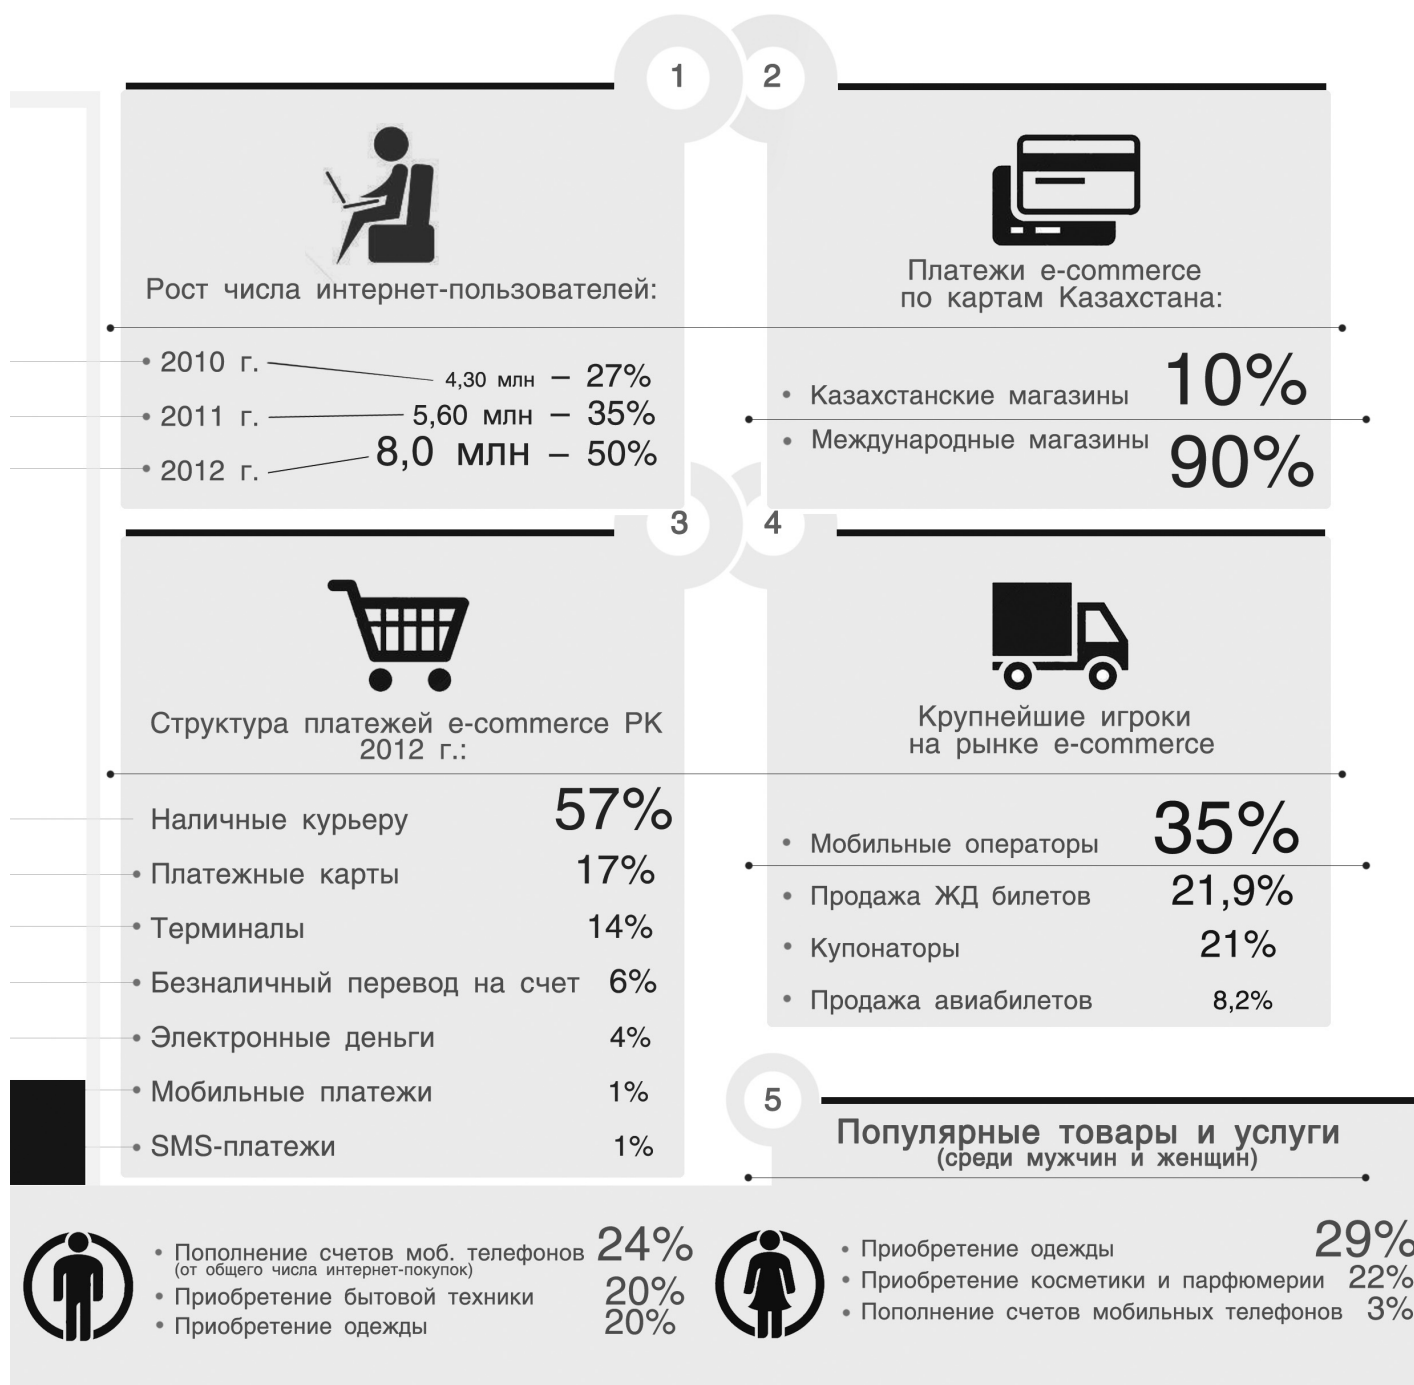 1
Рост числа интернет-пользователей:
2010 г. 4,30 млн – 27%
2011 г. 5,60 млн – 35%
2012 г. 8,0 млн – 50%
2
Платежи e-commerce
по картам Казахстана:
• Казахстанские магазины 10%
• Международные магазины 90%
3
Структура платежей e-commerce РК
2012 г.:
Наличные курьеру 57%
• Платежные карты 17%
• Терминалы 14%
• Безналичный перевод на счет 6%
• Электронные деньги 4%
• Мобильные платежи 1%
• SMS-платежи 1%
4
Крупнейшие игроки
на рынке e-commerce
• Мобильные операторы 35%
• Продажа ЖД билетов 21,9%
• Купонаторы 21%
• Продажа авиабилетов 8,2%
5
Популярные товары и услуги
(среди мужчин и женщин)
• Пополнение счетов моб. телефонов 24%
(от общего числа интернет-покупок)
• Приобретение бытовой техники 20%
• Приобретение одежды 20%
• Приобретение одежды 29%
• Приобретение косметики и парфюмерии 22%
• Пополнение счетов мобильных телефонов 3%